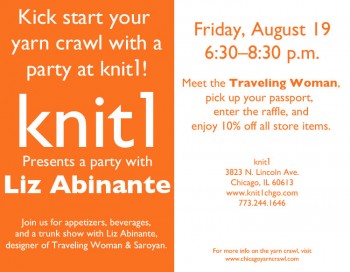 Kick start your
yarn crawl with a
party at knit1!
knit1
Presents a party with
Liz Abinante
Join us for appetizers, beverages,
and a trunk show with Liz Abinante,
designer of Traveling Woman & Saroyan.
Friday, August 19
6:30–8:30 p.m.
Meet the Traveling Woman,
pick up your passport,
enter the raffle, and
enjoy 10% off all store items.
knit1
3823 N. Lincoln Ave.
Chicago, IL 60613
www.knit1chgo.com
773.244.1646
For more info on the yarn crawl, visit
www.chicagoyarncrawl.com